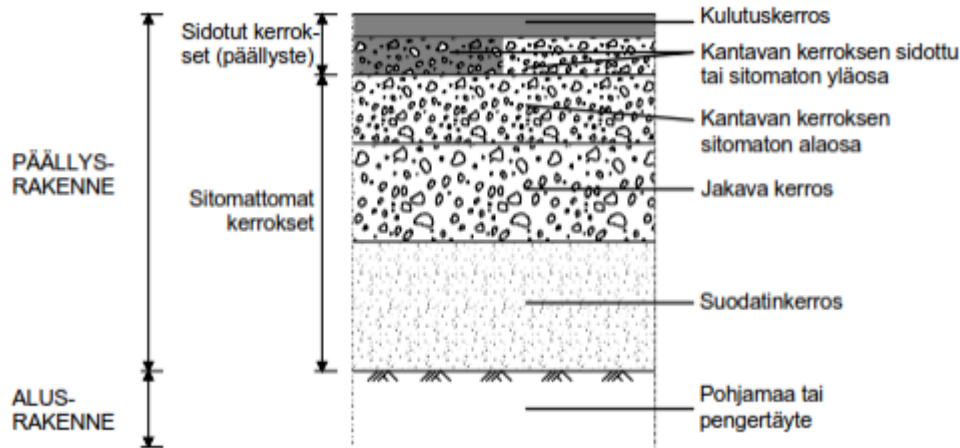 Sidotut kerrok-
set (päällyste)
PÄÄLLYS-
RAKENNE
Sitomattomat
kerrokset
ALUS-
RAKENNE
Kulutuskerros
Kantavan kerroksen sidottu
tai sitomaton yläosa
Kantavan kerroksen
sitomaton alaosa
Jakava kerros
Suodatinkerros
Pohjamaa tai
pengertäyte